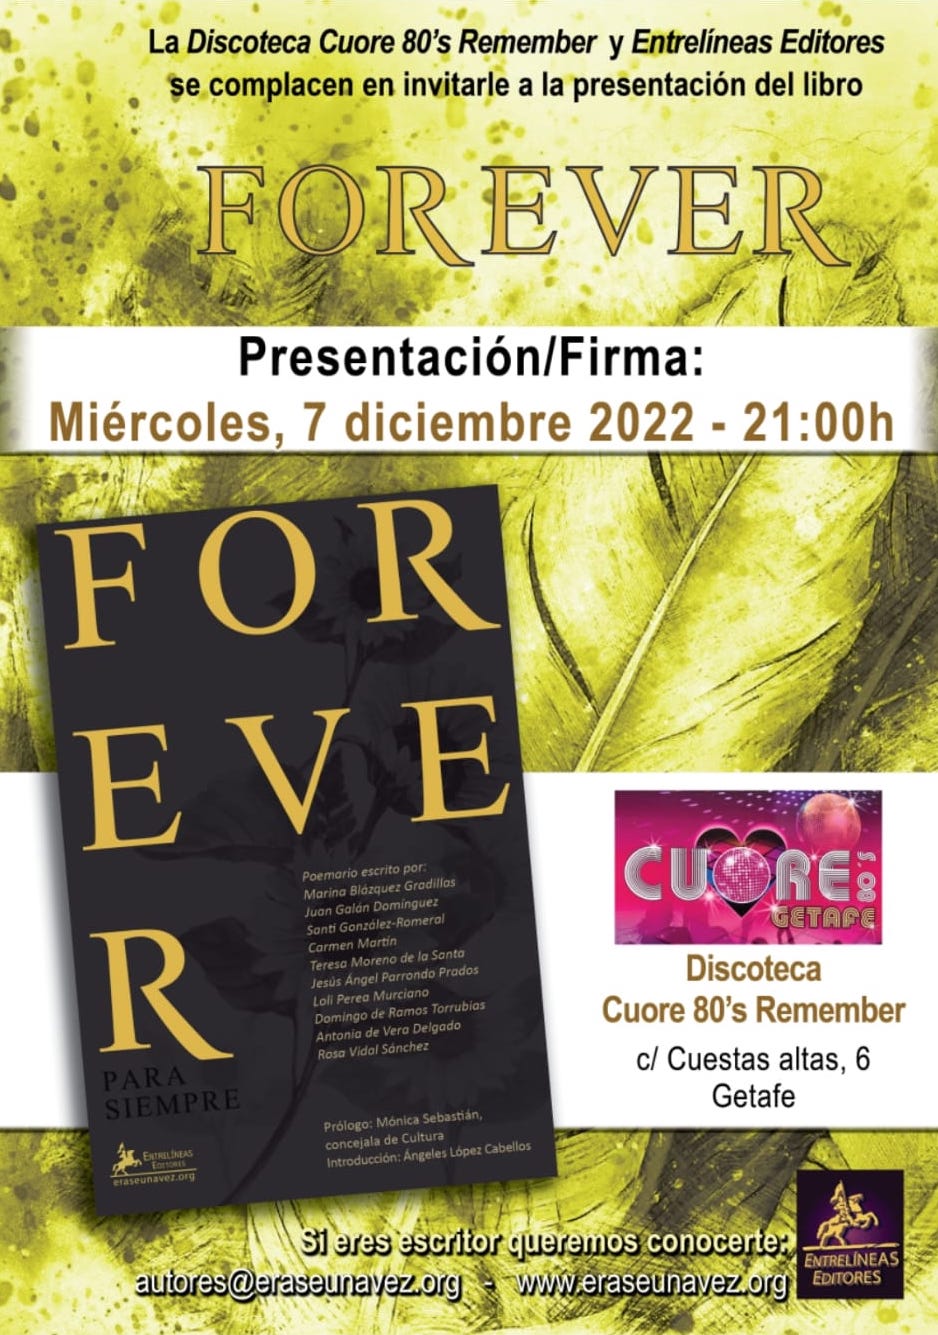 La Discoteca Cuore 80's Remember y Entrelíneas Editores
se complacen en invitarle a la presentación del libro
FOREVER
Presentación/Firma:
Miércoles, 7 diciembre 2022 - 21:00h
FOR
EVE
R
PARA
SIEMPRE
Poemario escrito por:
Marina Blázquez Gradillas
Juan Galán Domínguez
Santi González-Romeral
Carmen Martín
Teresa Moreno de la Santa
Jesús Ángel Parrondo Prados
Loli Perea Murciano
Domingo de Ramos Torrubias
Antonia de Vera Delgado
Rosa Vidal Sánchez
Prólogo: Mónica Sebastián,
concejala de Cultura
Introducción: Ángeles López Cabellos
ENTRELÍNEAS
EDITORES
eraseunavez.org
CUORE 80'S
GETAFE
Discoteca
Cuore 80's Remember
c/ Cuestas altas, 6
Getafe
Si eres escritor queremos conocerte:
autores@eraseunavez.org - www.eraseunavez.org
ENTRELÍNEAS
EDITORES